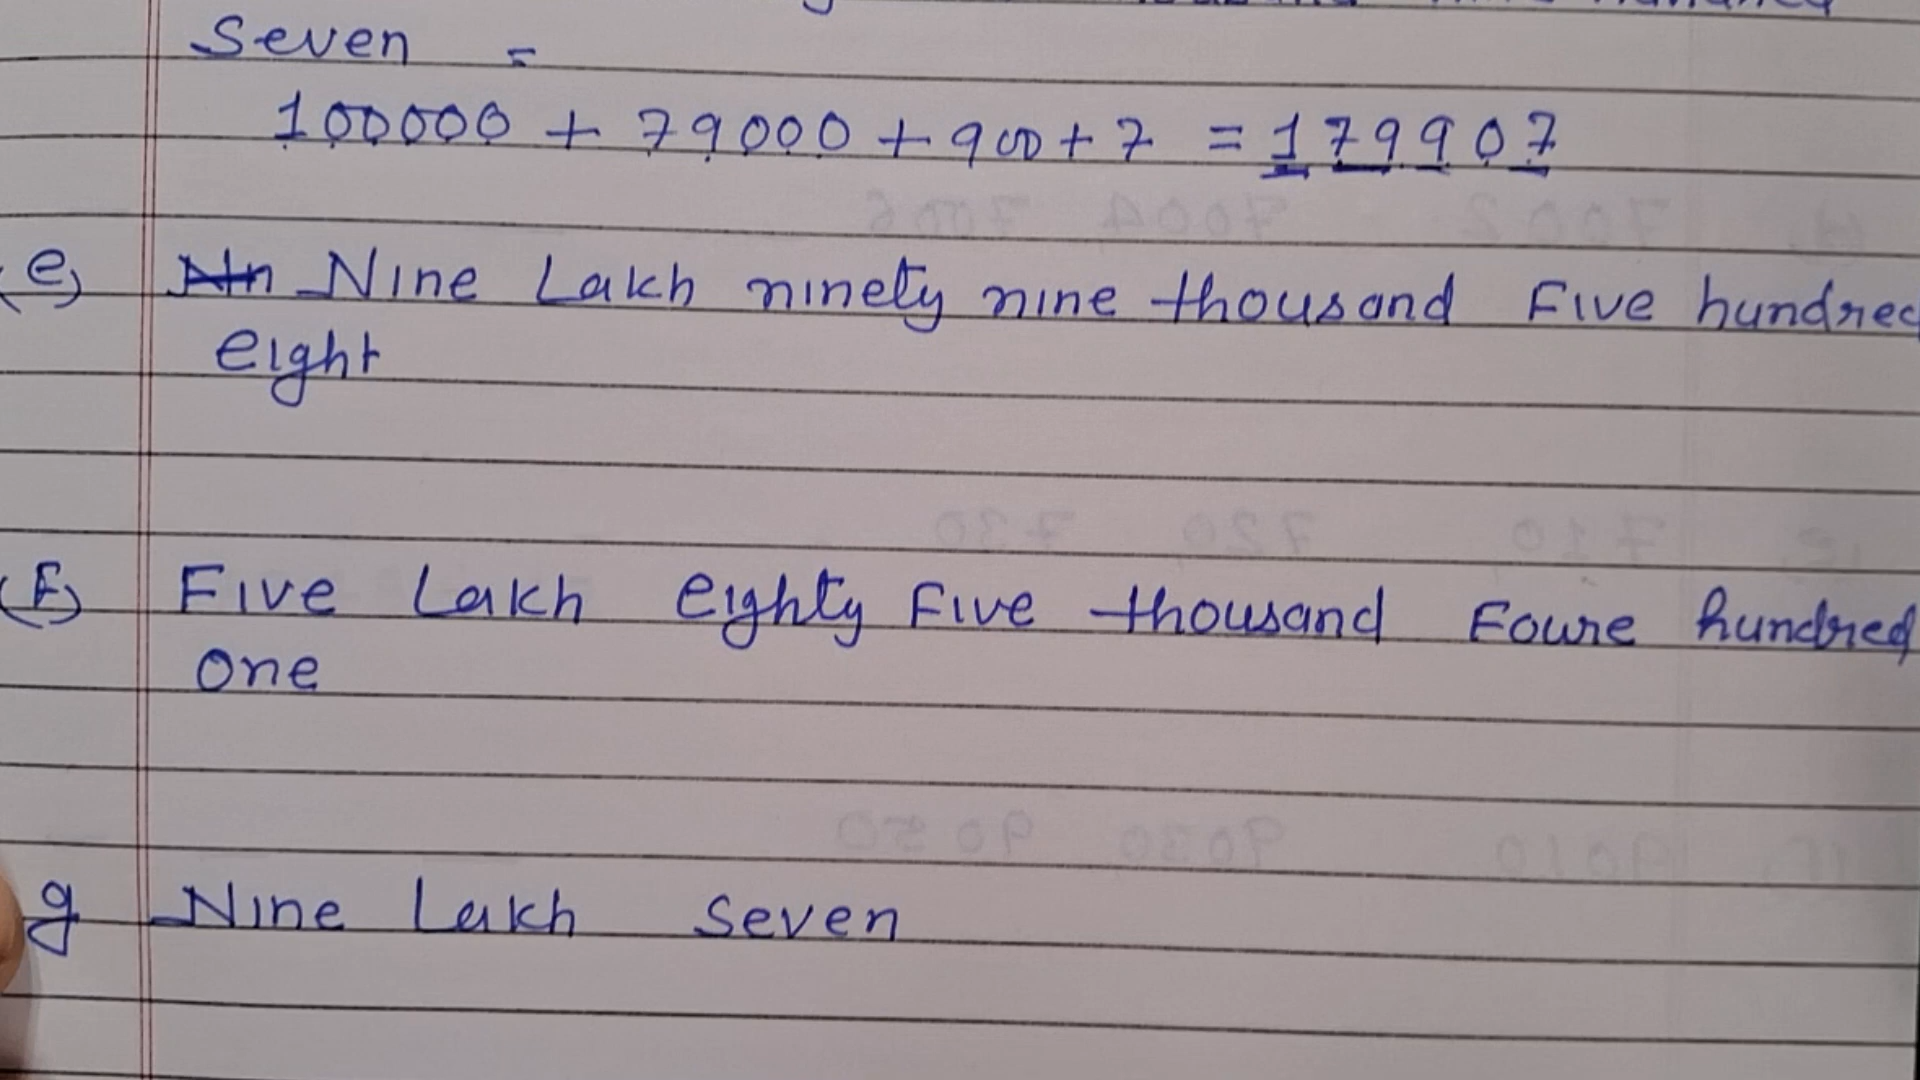 Seven =
100000 + 79000 + 900 + 7 = 179907
(e) Nine Lakh ninety nine thousand Five hundred
eight
(F) Five Lakh eighty Five thousand Foure hundred
one
g Nine Lakh Seven